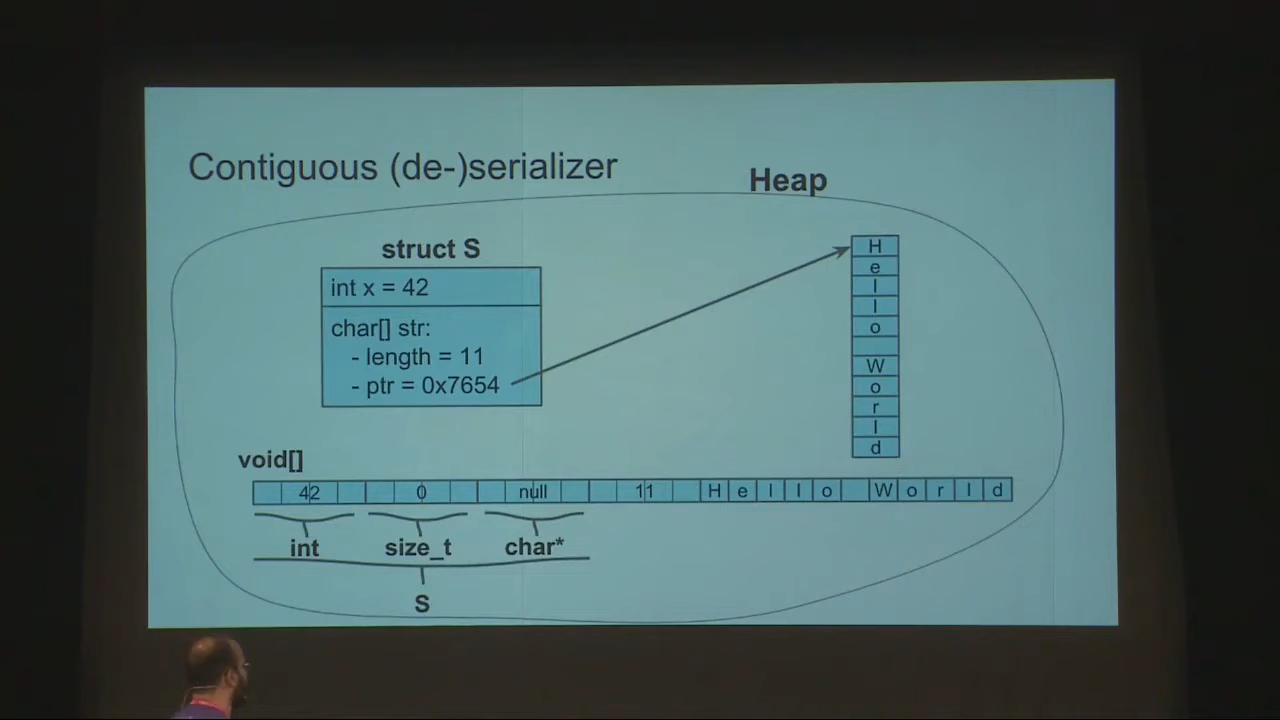 Contiguous (de-)serializer
Heap
struct S
int x = 42
char[] str:
- length = 11
- ptr = 0x7654
H
e
l
l
o
W
o
r
l
d
void[]
42 0 null 11 H e l l o W o r l d
int size_t char*
S